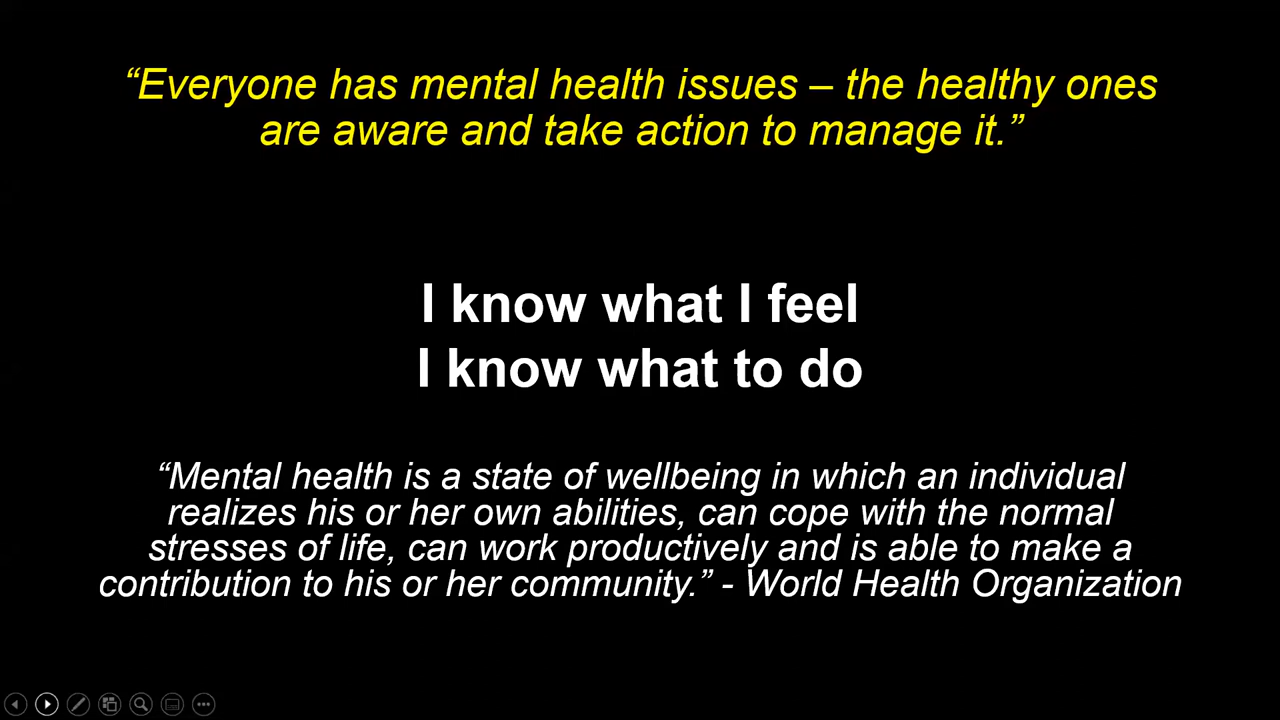 “Everyone has mental health issues – the healthy ones
are aware and take action to manage it.”
I know what I feel
I know what to do
“Mental health is a state of wellbeing in which an individual
realizes his or her own abilities, can cope with the normal
stresses of life, can work productively and is able to make a
contribution to his or her community.” - World Health Organization